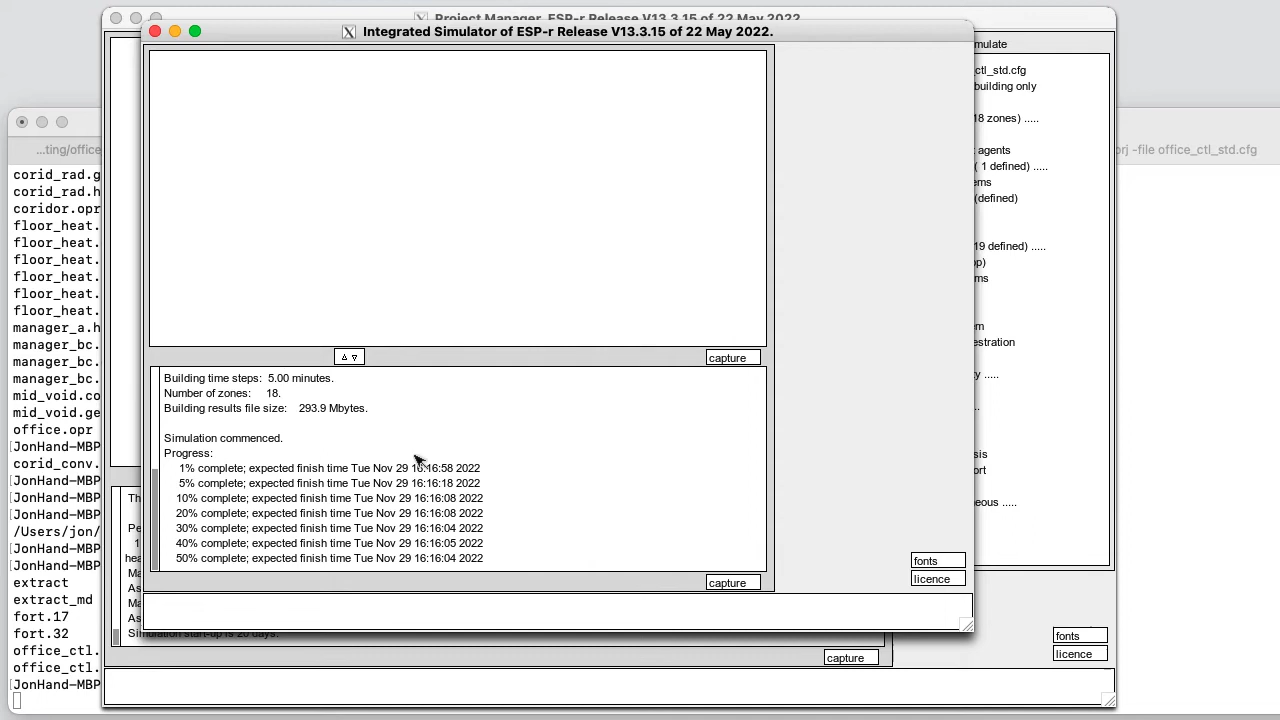 Project Manager ESP-r Release V13.3.15 of 22 May 2022.
Integrated Simulator of ESP-r Release V13.3.15 of 22 May 2022.
mulate
ctl_std.cfg
building only
18 zones) .....
agents
( 1 defined) .....
ems
(defined)
19 defined) .....
op)
ms
em
estration
y .....
sis
ort
eous .....
...ting/office
orj -file office_ctl_std.cfg
corid_rad.g
corid_rad.h
coridor.opr
floor_heat.
floor_heat.
floor_heat.
floor_heat.
floor_heat.
floor_heat.
manager_a.h
manager_bc.
manager_bc.
manager_bc.
mid_void.co
mid_void.ge
office.opr
[JonHand-MBP
corid_conv.
[JonHand-MBP
[JonHand-MBP
[JonHand-MBP
/Users/jon/
[JonHand-MBP
[JonHand-MBP
extract
extract_md
fort.17
fort.32
office_ctl.
office_ctl.
[JonHand-MBP
capture
Building time steps: 5.00 minutes.
Number of zones: 18.
Building results file size: 293.9 Mbytes.
Simulation commenced.
Progress:
1% complete; expected finish time Tue Nov 29 16:16:58 2022
5% complete; expected finish time Tue Nov 29 16:16:18 2022
10% complete; expected finish time Tue Nov 29 16:16:08 2022
20% complete; expected finish time Tue Nov 29 16:16:08 2022
30% complete; expected finish time Tue Nov 29 16:16:04 2022
40% complete; expected finish time Tue Nov 29 16:16:05 2022
50% complete; expected finish time Tue Nov 29 16:16:04 2022
capture
fonts
licence
Th
Pe
1
hea
Ma
As
Ma
As
Simulation start-up is 20 days.
capture
fonts
licence